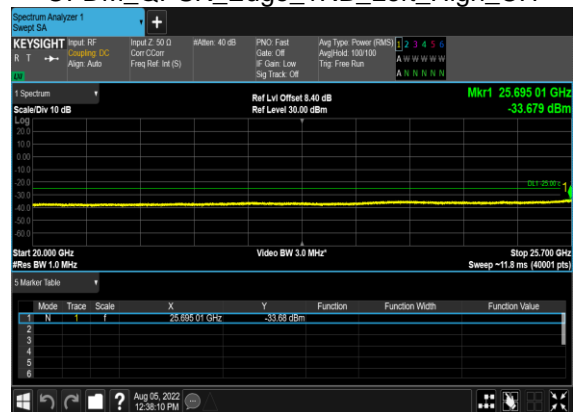 Spectrum Analyzer 1
Swept SA
+
KEYSIGHT Input: RF Input Z: 50 Ω #Atten: 40 dB PNO: Fast Avg Type: Power (RMS) 1 2 3 4 5 6
R T Coupling: DC Corr CCorr Gate: Off Avg|Hold: 100/100 A W W W W W
Align: Auto Freq Ref: Int (S) IF Gain: Low Trig: Free Run
LU Sig Track: Off A N N N N N
1 Spectrum Ref Lvl Offset 8.40 dB Mkr1 25.695 01 GHz
Scale/Div 10 dB Ref Level 30.00 dBm -33.679 dBm
Log
20.0
10.0
0.00
-10.0
-20.0 DL1 -25.00
-30.0 1
-40.0
-50.0
-60.0
Start 20.000 GHz Video BW 3.0 MHz* Stop 25.700 GHz
#Res BW 1.0 MHz Sweep ~11.8 ms (40001 pts)
5 Marker Table
Mode Trace Scale X Y Function Function Width Function Value
1 N 1 f 25.695 01 GHz -33.68 dBm
2
3
4
5
6
? Aug 05, 2022
12:38:10 PM